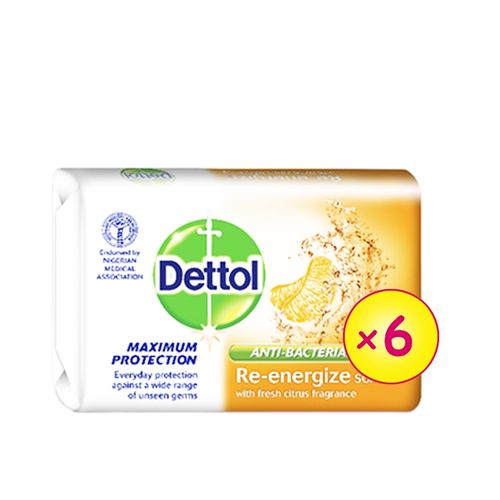 Dettol
Endorsed by
NIGERIAN
MEDICAL
ASSOCIATION
Dettol
MAXIMUM
PROTECTION
Everyday protection
against a wide range
of unseen germs
ANTI-BACTERIA
Re-energize
with fresh citrus fragrance
×6